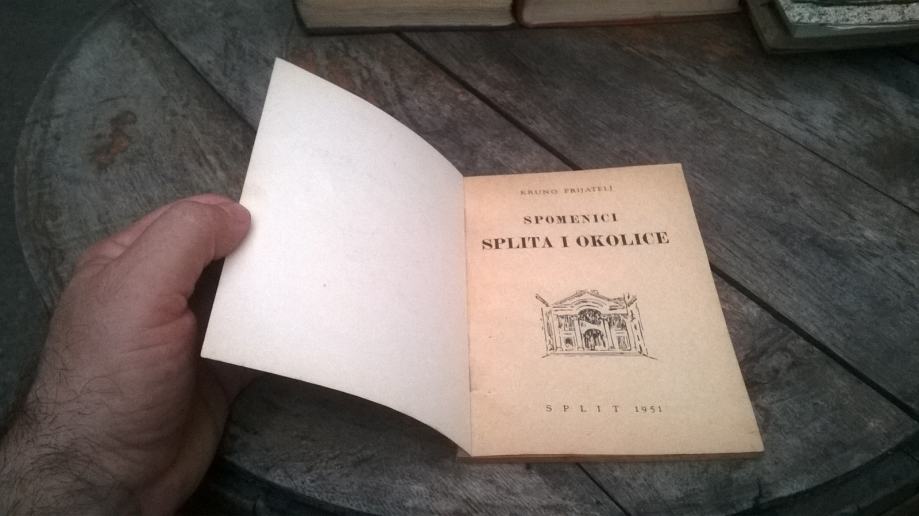 KRUNO PRIJATELJ
SPOMENICI
SPLITA I OKOLICE
SPLIT 1951